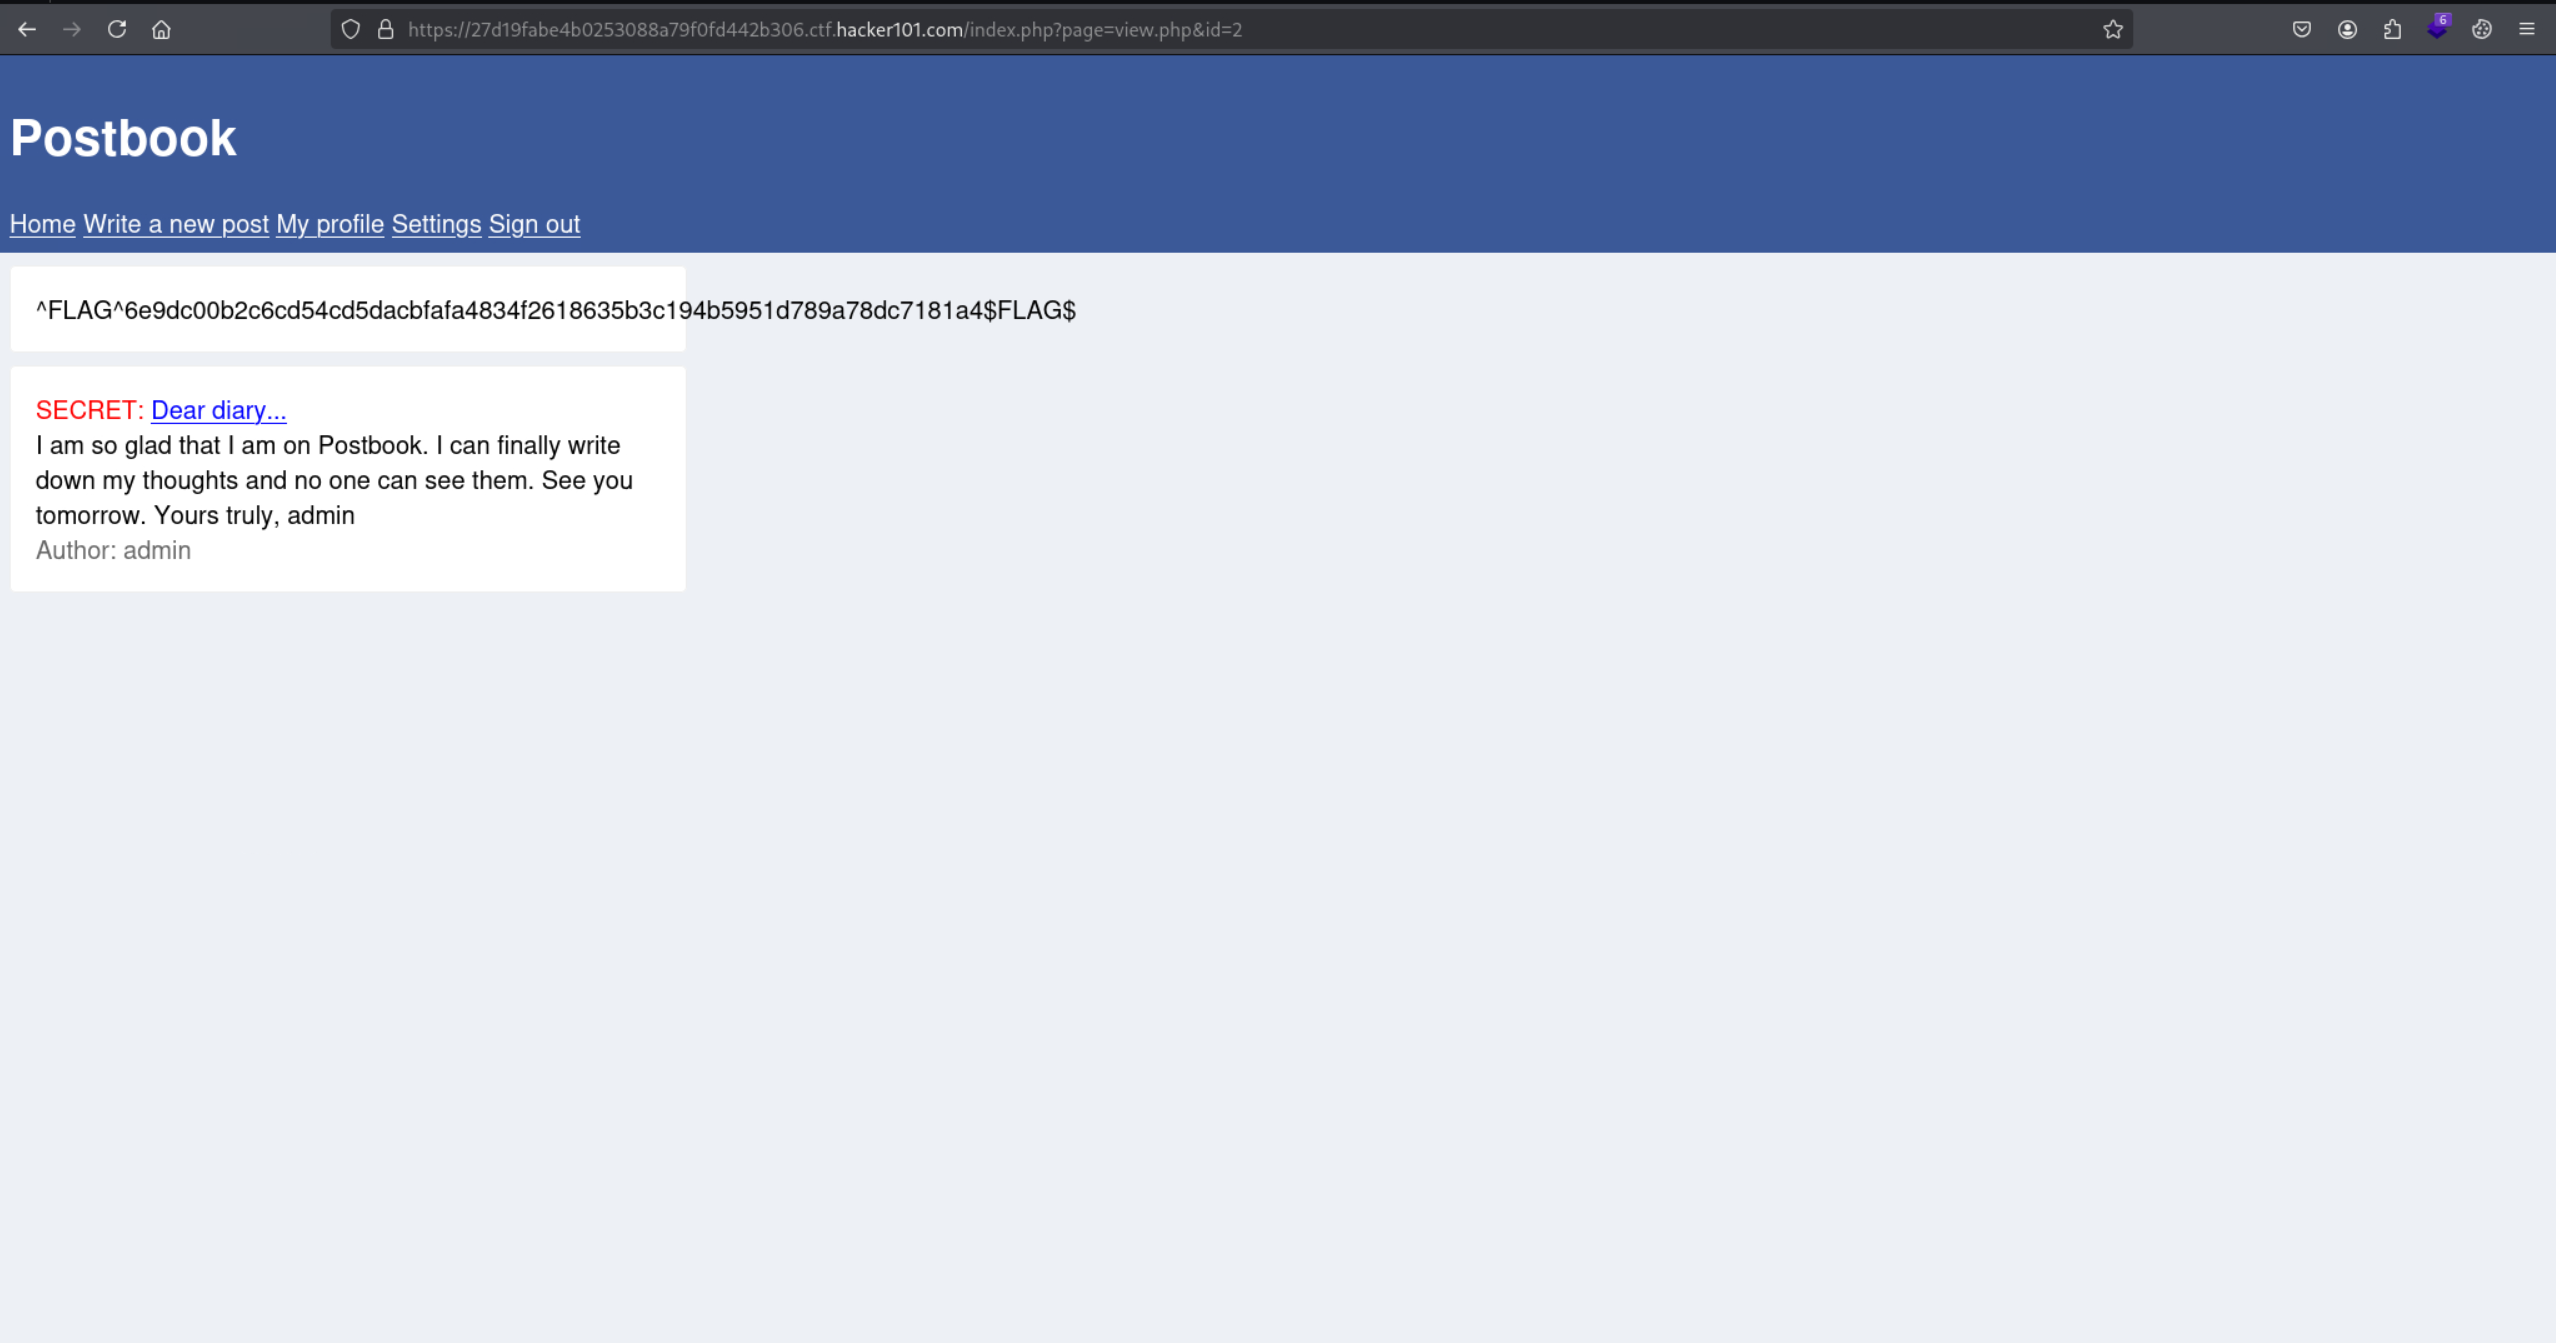 6
https://27d19fabe4b0253088a79f0fd442b306.ctf.hacker101.com/index.php?page=view.php&id=2
Postbook
Home Write a new post My profile Settings Sign out
^FLAG^6e9dc00b2c6cd54cd5dacbfafa4834f2618635b3c194b5951d789a78dc7181a4$FLAG$
SECRET: Dear diary...
I am so glad that I am on Postbook. I can finally write
down my thoughts and no one can see them. See you
tomorrow. Yours truly, admin
Author: admin